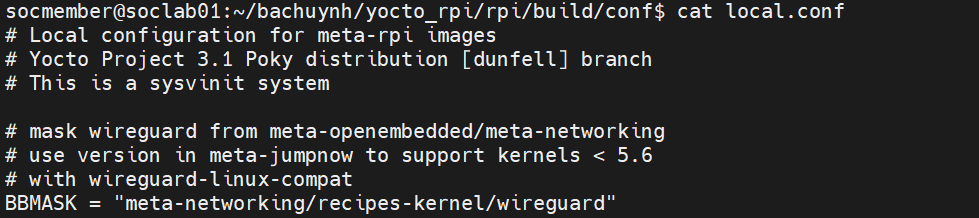 socmember@soclab01:~/bachuynh/yocto_rpi/rpi/build/conf$ cat local.conf
# Local configuration for meta-rpi images
# Yocto Project 3.1 Poky distribution [dunfell] branch
# This is a sysvinit system
# mask wireguard from meta-openembedded/meta-networking
# use version in meta-jumpnow to support kernels < 5.6
# with wireguard-linux-compat
BBMASK = "meta-networking/recipes-kernel/wireguard"